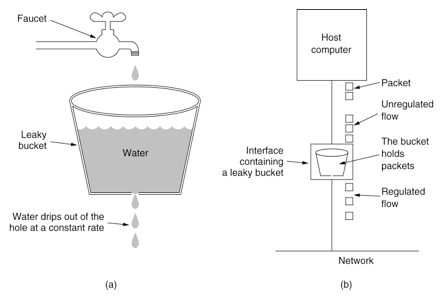 Faucet
Leaky
bucket
Water
Water drips out of the
hole at a constant rate
(a)
Host
computer
Packet
Unregulated
flow
Interface
containing
a leaky bucket
The bucket
holds
packets
Regulated
flow
Network
(b)